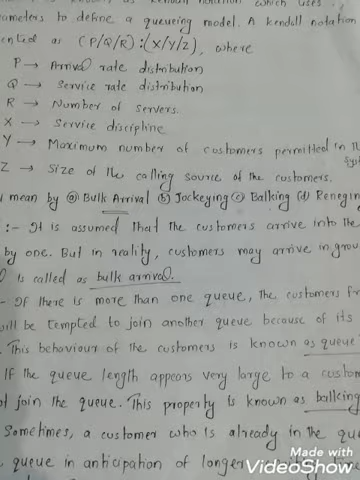 known as Kendall notation which uses
parameters to define a queueing model. A kendall notation
as (P/Q/R):(X/Y/Z), where
P → Arrival rate distribution
Q → Service rate distribution
R → Number of Servers.
X → Service discipline
Y → Maximum number of customers permitted in the
Z → Size of the calling source of the customers.
mean by (a) Bulk Arrival (b) Jockeying (c) Balking (d) Reneging
:- It is assumed that the customers arrive into the
by one. But in reality, customers may arrive in
is called as bulk arrival.
- If there is more than one queue, the customers
will be tempted to join another queue because of its
This behaviour of the customers is known as queue
If the queue length appears very large to a
join the queue. This property is known as balking
Sometimes, a customer who is already in the
queue in anticipation of longer
Made with
VideoShow